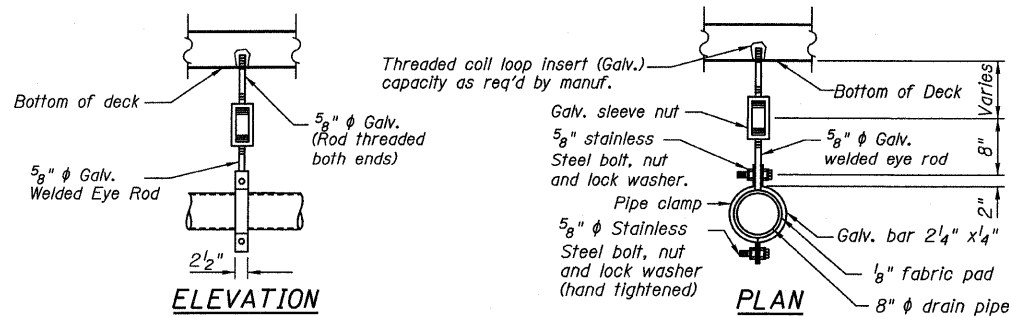 Bottom of deck
5/8" φ Galv.
(Rod threaded
both ends)
5/8" φ Galv.
Welded Eye Rod
2 1/2"
ELEVATION
Threaded coil loop insert (Galv.)
capacity as req'd by manuf.
Galv. sleeve nut
5/8" stainless
Steel bolt, nut
and lock washer.
Pipe clamp
5/8" φ Stainless
Steel bolt, nut
and lock washer
(hand tightened)
Bottom of Deck
Varies
5/8" φ Galv.
welded eye rod
8"
2"
Galv. bar 2 1/4" x 1/4"
1/8" fabric pad
8" φ drain pipe
PLAN